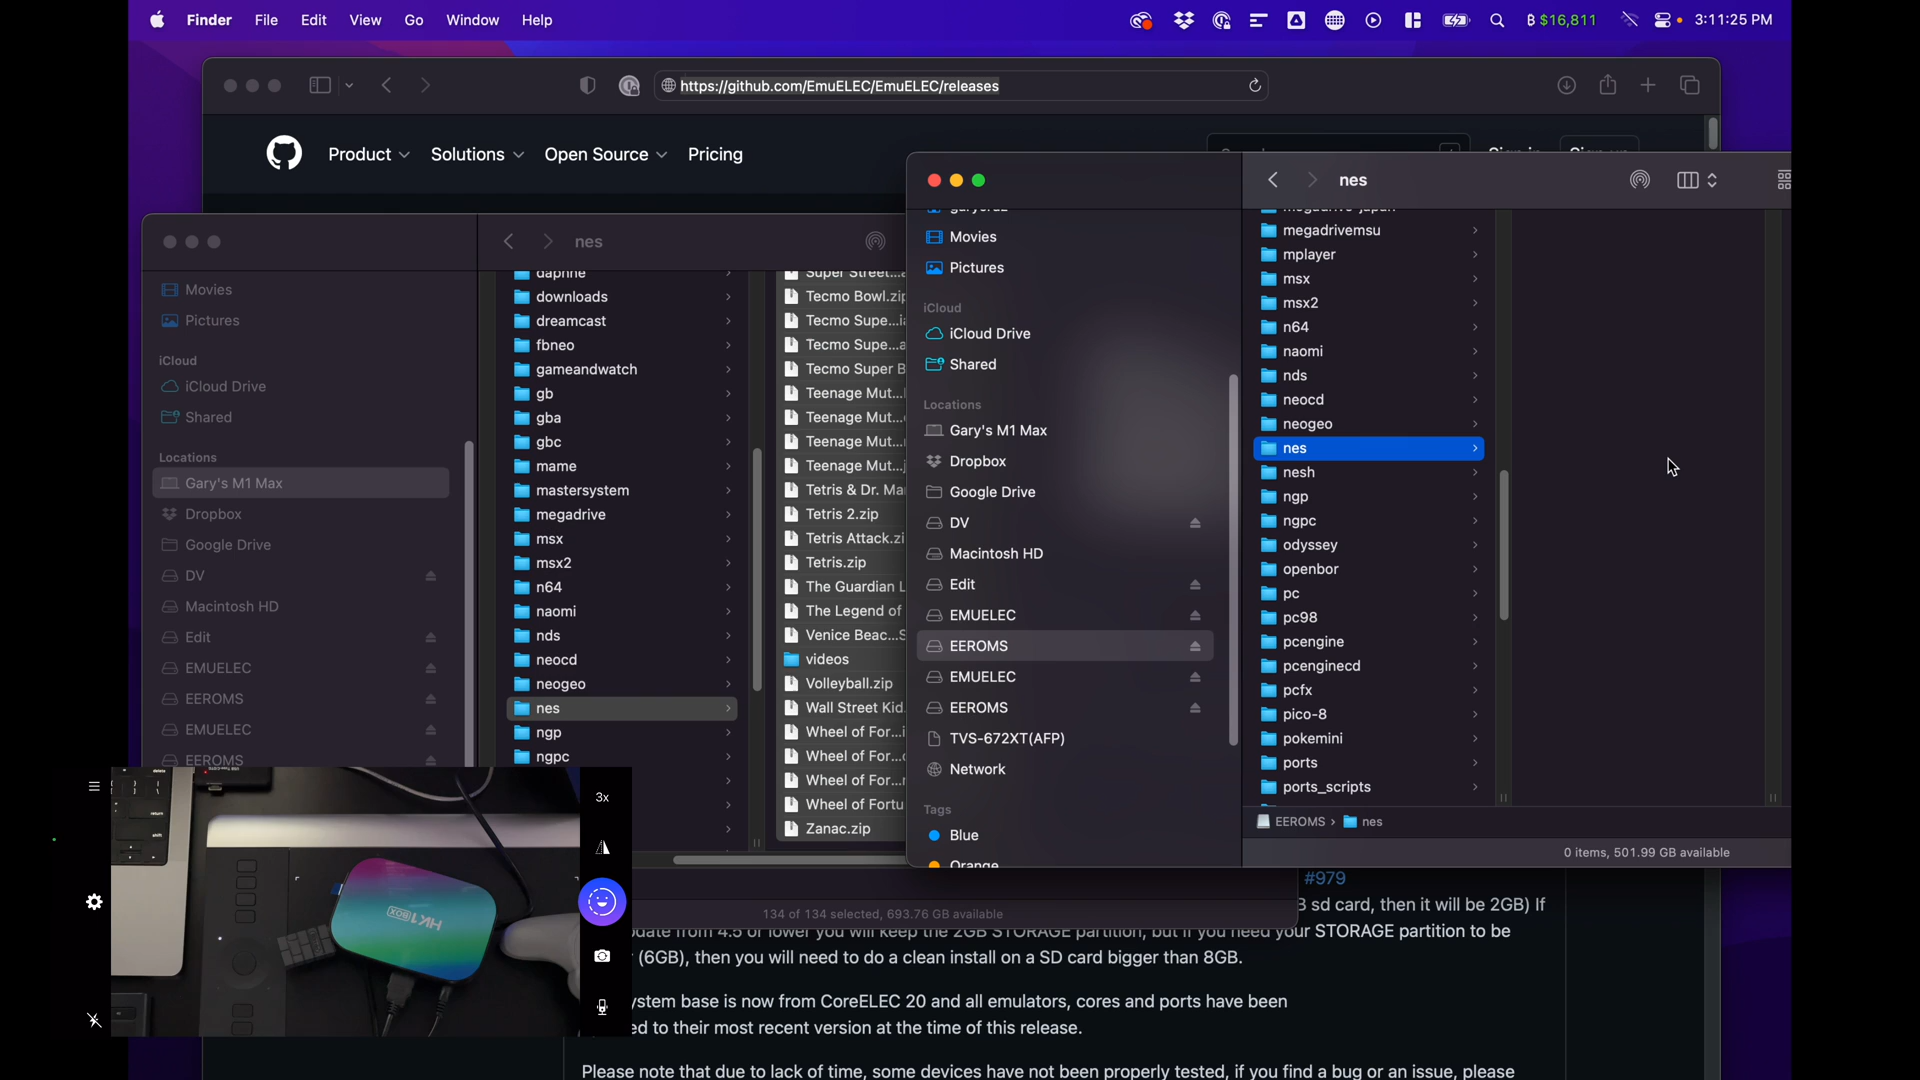 Finder File Edit View Go Window Help
฿ $16,811
3:11:25 PM
https://github.com/EmuELEC/EmuELEC/releases
Product
Solutions
Open Source
Pricing
nes
Movies
Pictures
iCloud
iCloud Drive
Shared
Locations
Gary's M1 Max
Dropbox
Google Drive
DV
Macintosh HD
Edit
EMUELEC
EEROMS
EMUELEC
EEROMS
daphne
downloads
dreamcast
fbneo
gameandwatch
gb
gba
gbc
mame
mastersystem
megadrive
msx
msx2
n64
naomi
nds
neocd
neogeo
nes
ngp
ngpc
Tecmo Bowl.zip
Tecmo Supe...
Tecmo Supe...
Tecmo Super B
Teenage Mut...
Teenage Mut...
Teenage Mut...
Teenage Mut...
Tetris & Dr. Ma
Tetris 2.zip
Tetris Attack.zi
Tetris.zip
The Guardian L
The Legend of
Venice Beac...S
videos
Volleyball.zip
Wall Street Kid.
Wheel of For...
Wheel of For...
Wheel of For...
Wheel of Fortu
Zanac.zip
134 of 134 selected, 693.76 GB available
nes
Movies
Pictures
iCloud
iCloud Drive
Shared
Locations
Gary's M1 Max
Dropbox
Google Drive
DV
Macintosh HD
Edit
EMUELEC
EEROMS
EMUELEC
EEROMS
TVS-672XT(AFP)
Network
Tags
Blue
Orange
megadrivemsu
mplayer
msx
msx2
n64
naomi
nds
neocd
neogeo
nes
nesh
ngp
ngpc
odyssey
openbor
pc
pc98
pcengine
pcenginecd
pcfx
pico-8
pokemini
ports
ports_scripts
EEROMS › nes
0 items, 501.99 GB available
#979
sd card, then it will be 2GB) If
update from 4.5 or lower you will keep the 2GB STORAGE partition, but if you need your STORAGE partition to be
(6GB), then you will need to do a clean install on a SD card bigger than 8GB.
ystem base is now from CoreELEC 20 and all emulators, cores and ports have been
ed to their most recent version at the time of this release.
Please note that due to lack of time, some devices have not been properly tested, if you find a bug or an issue, please
3x
HK1 BOX